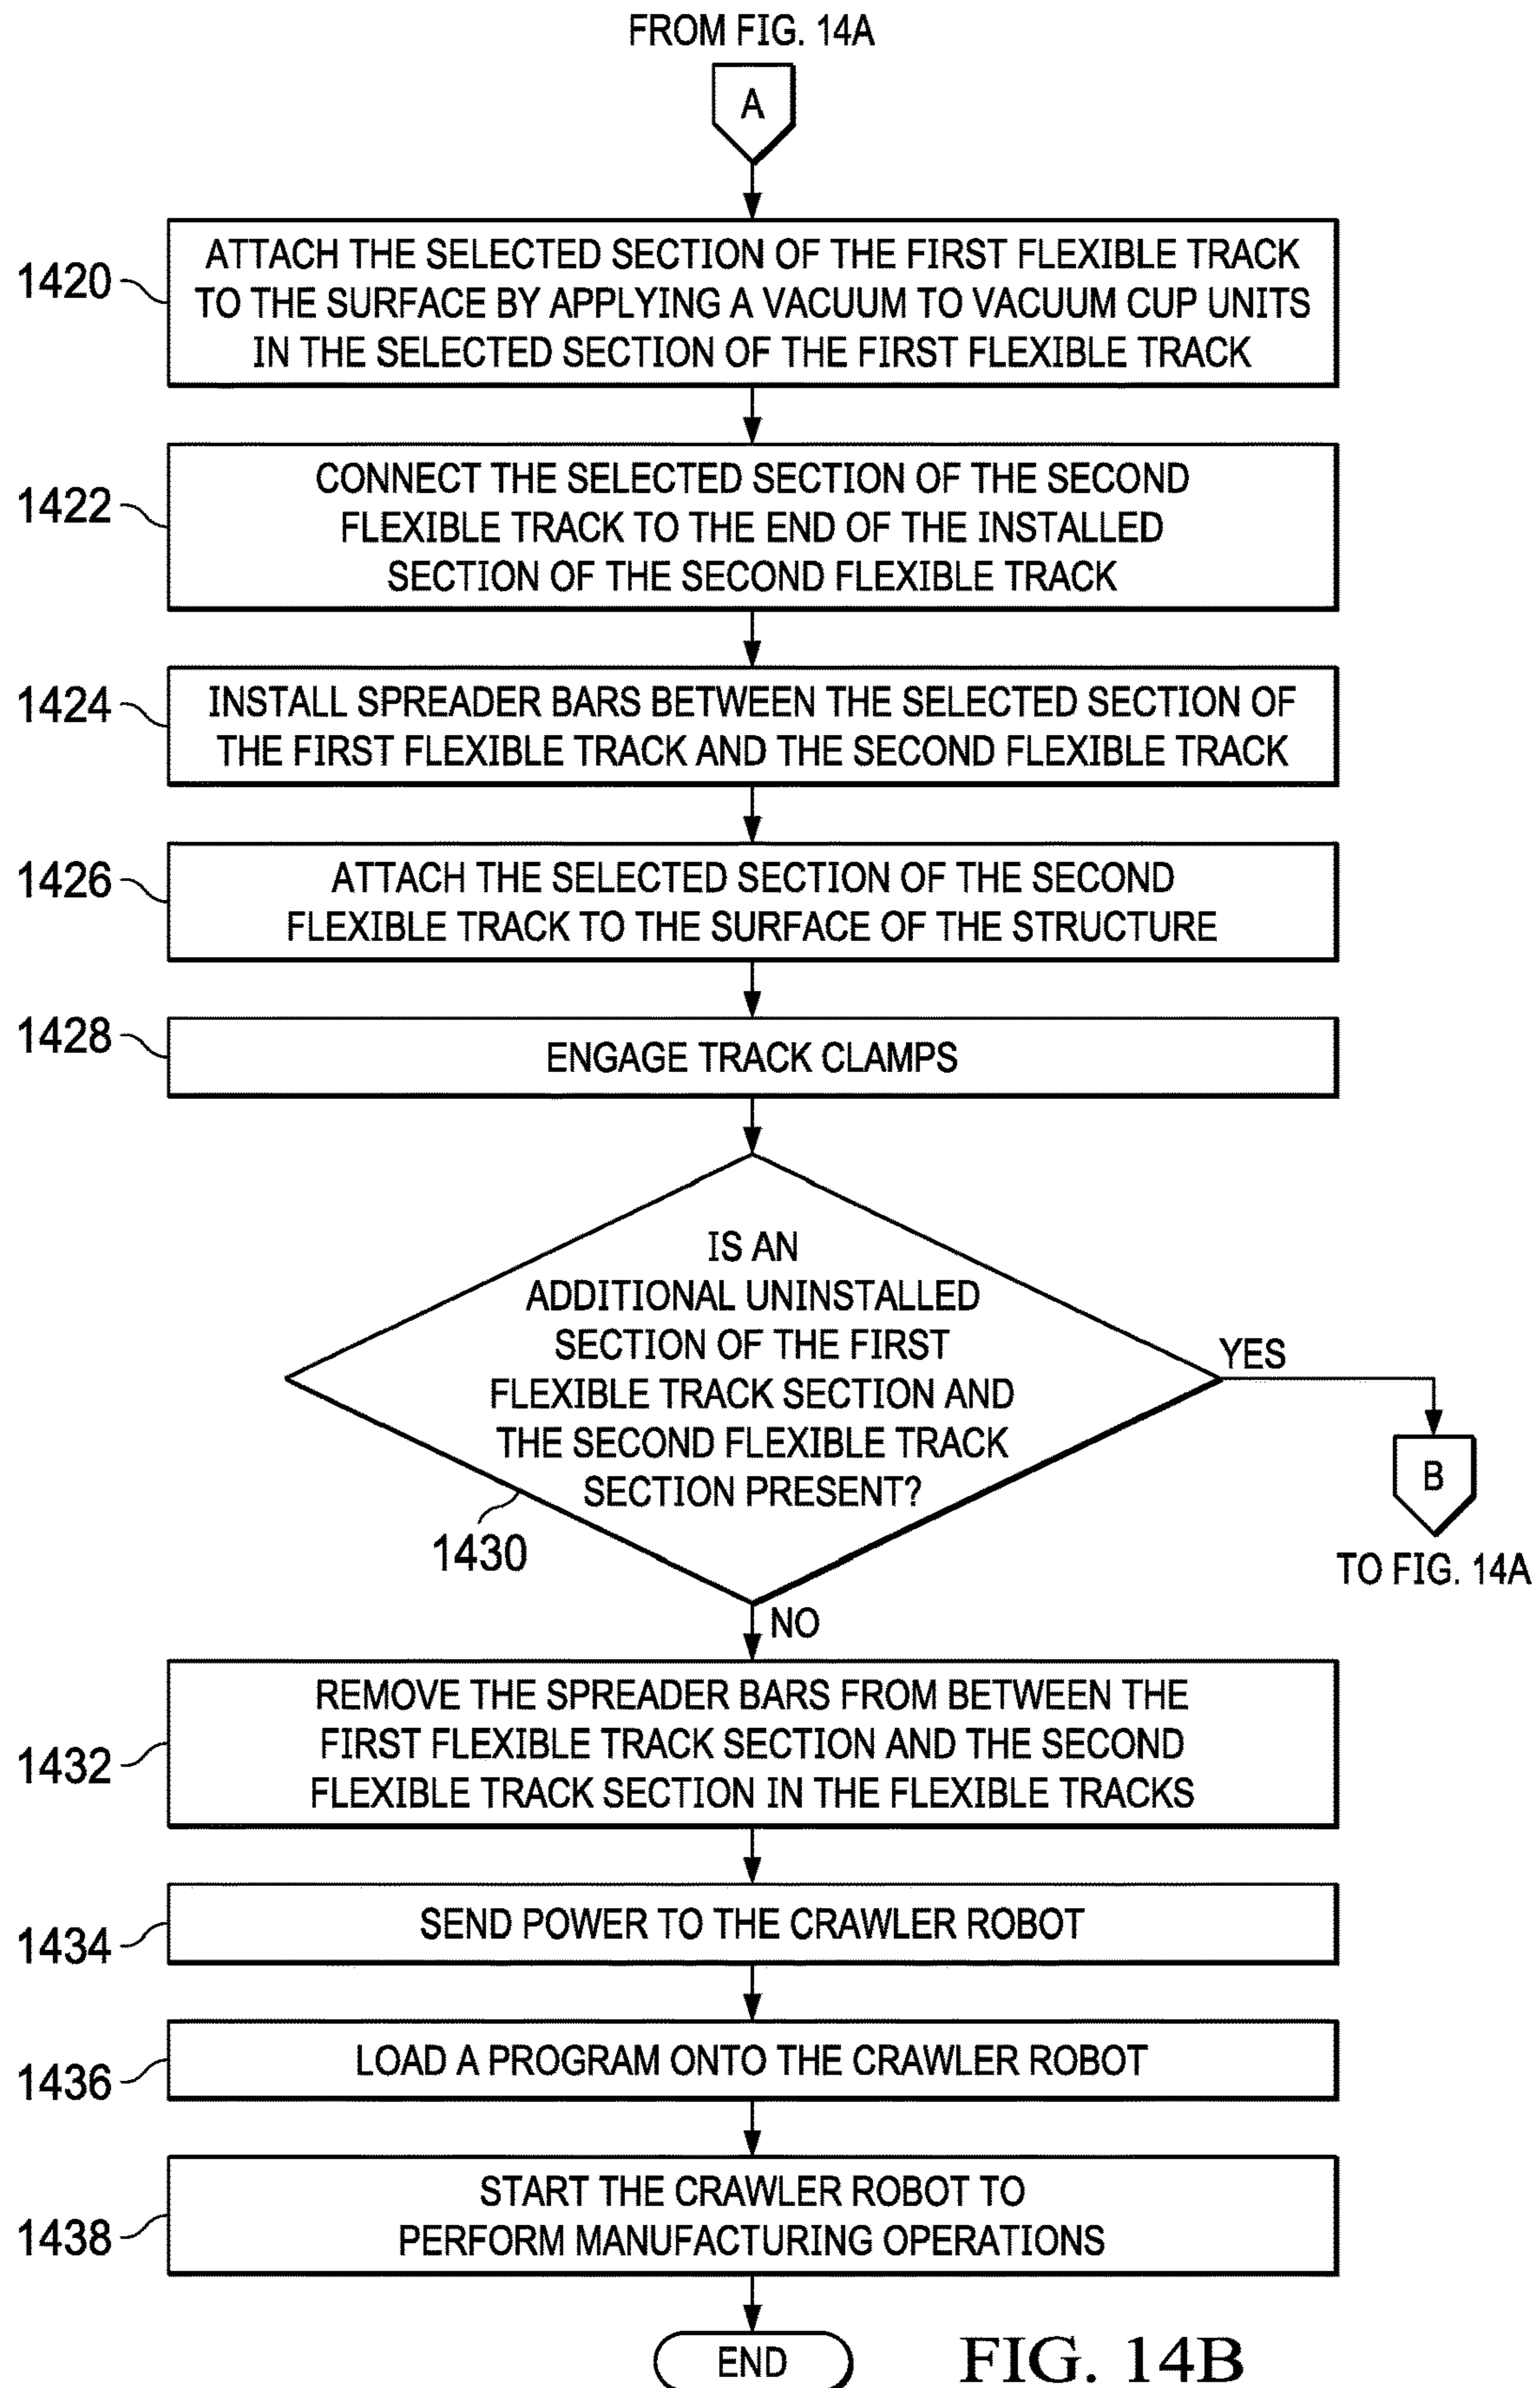 FROM FIG. 14A
A
1420
ATTACH THE SELECTED SECTION OF THE FIRST FLEXIBLE TRACK
TO THE SURFACE BY APPLYING A VACUUM TO VACUUM CUP UNITS
IN THE SELECTED SECTION OF THE FIRST FLEXIBLE TRACK
1422
CONNECT THE SELECTED SECTION OF THE SECOND
FLEXIBLE TRACK TO THE END OF THE INSTALLED
SECTION OF THE SECOND FLEXIBLE TRACK
1424
INSTALL SPREADER BARS BETWEEN THE SELECTED SECTION OF
THE FIRST FLEXIBLE TRACK AND THE SECOND FLEXIBLE TRACK
1426
ATTACH THE SELECTED SECTION OF THE SECOND
FLEXIBLE TRACK TO THE SURFACE OF THE STRUCTURE
1428
ENGAGE TRACK CLAMPS
IS AN
ADDITIONAL UNINSTALLED
SECTION OF THE FIRST
FLEXIBLE TRACK SECTION AND
THE SECOND FLEXIBLE TRACK
SECTION PRESENT?
1430
YES
B
TO FIG. 14A
NO
1432
REMOVE THE SPREADER BARS FROM BETWEEN THE
FIRST FLEXIBLE TRACK SECTION AND THE SECOND
FLEXIBLE TRACK SECTION IN THE FLEXIBLE TRACKS
1434
SEND POWER TO THE CRAWLER ROBOT
1436
LOAD A PROGRAM ONTO THE CRAWLER ROBOT
1438
START THE CRAWLER ROBOT TO
PERFORM MANUFACTURING OPERATIONS
END
FIG. 14B